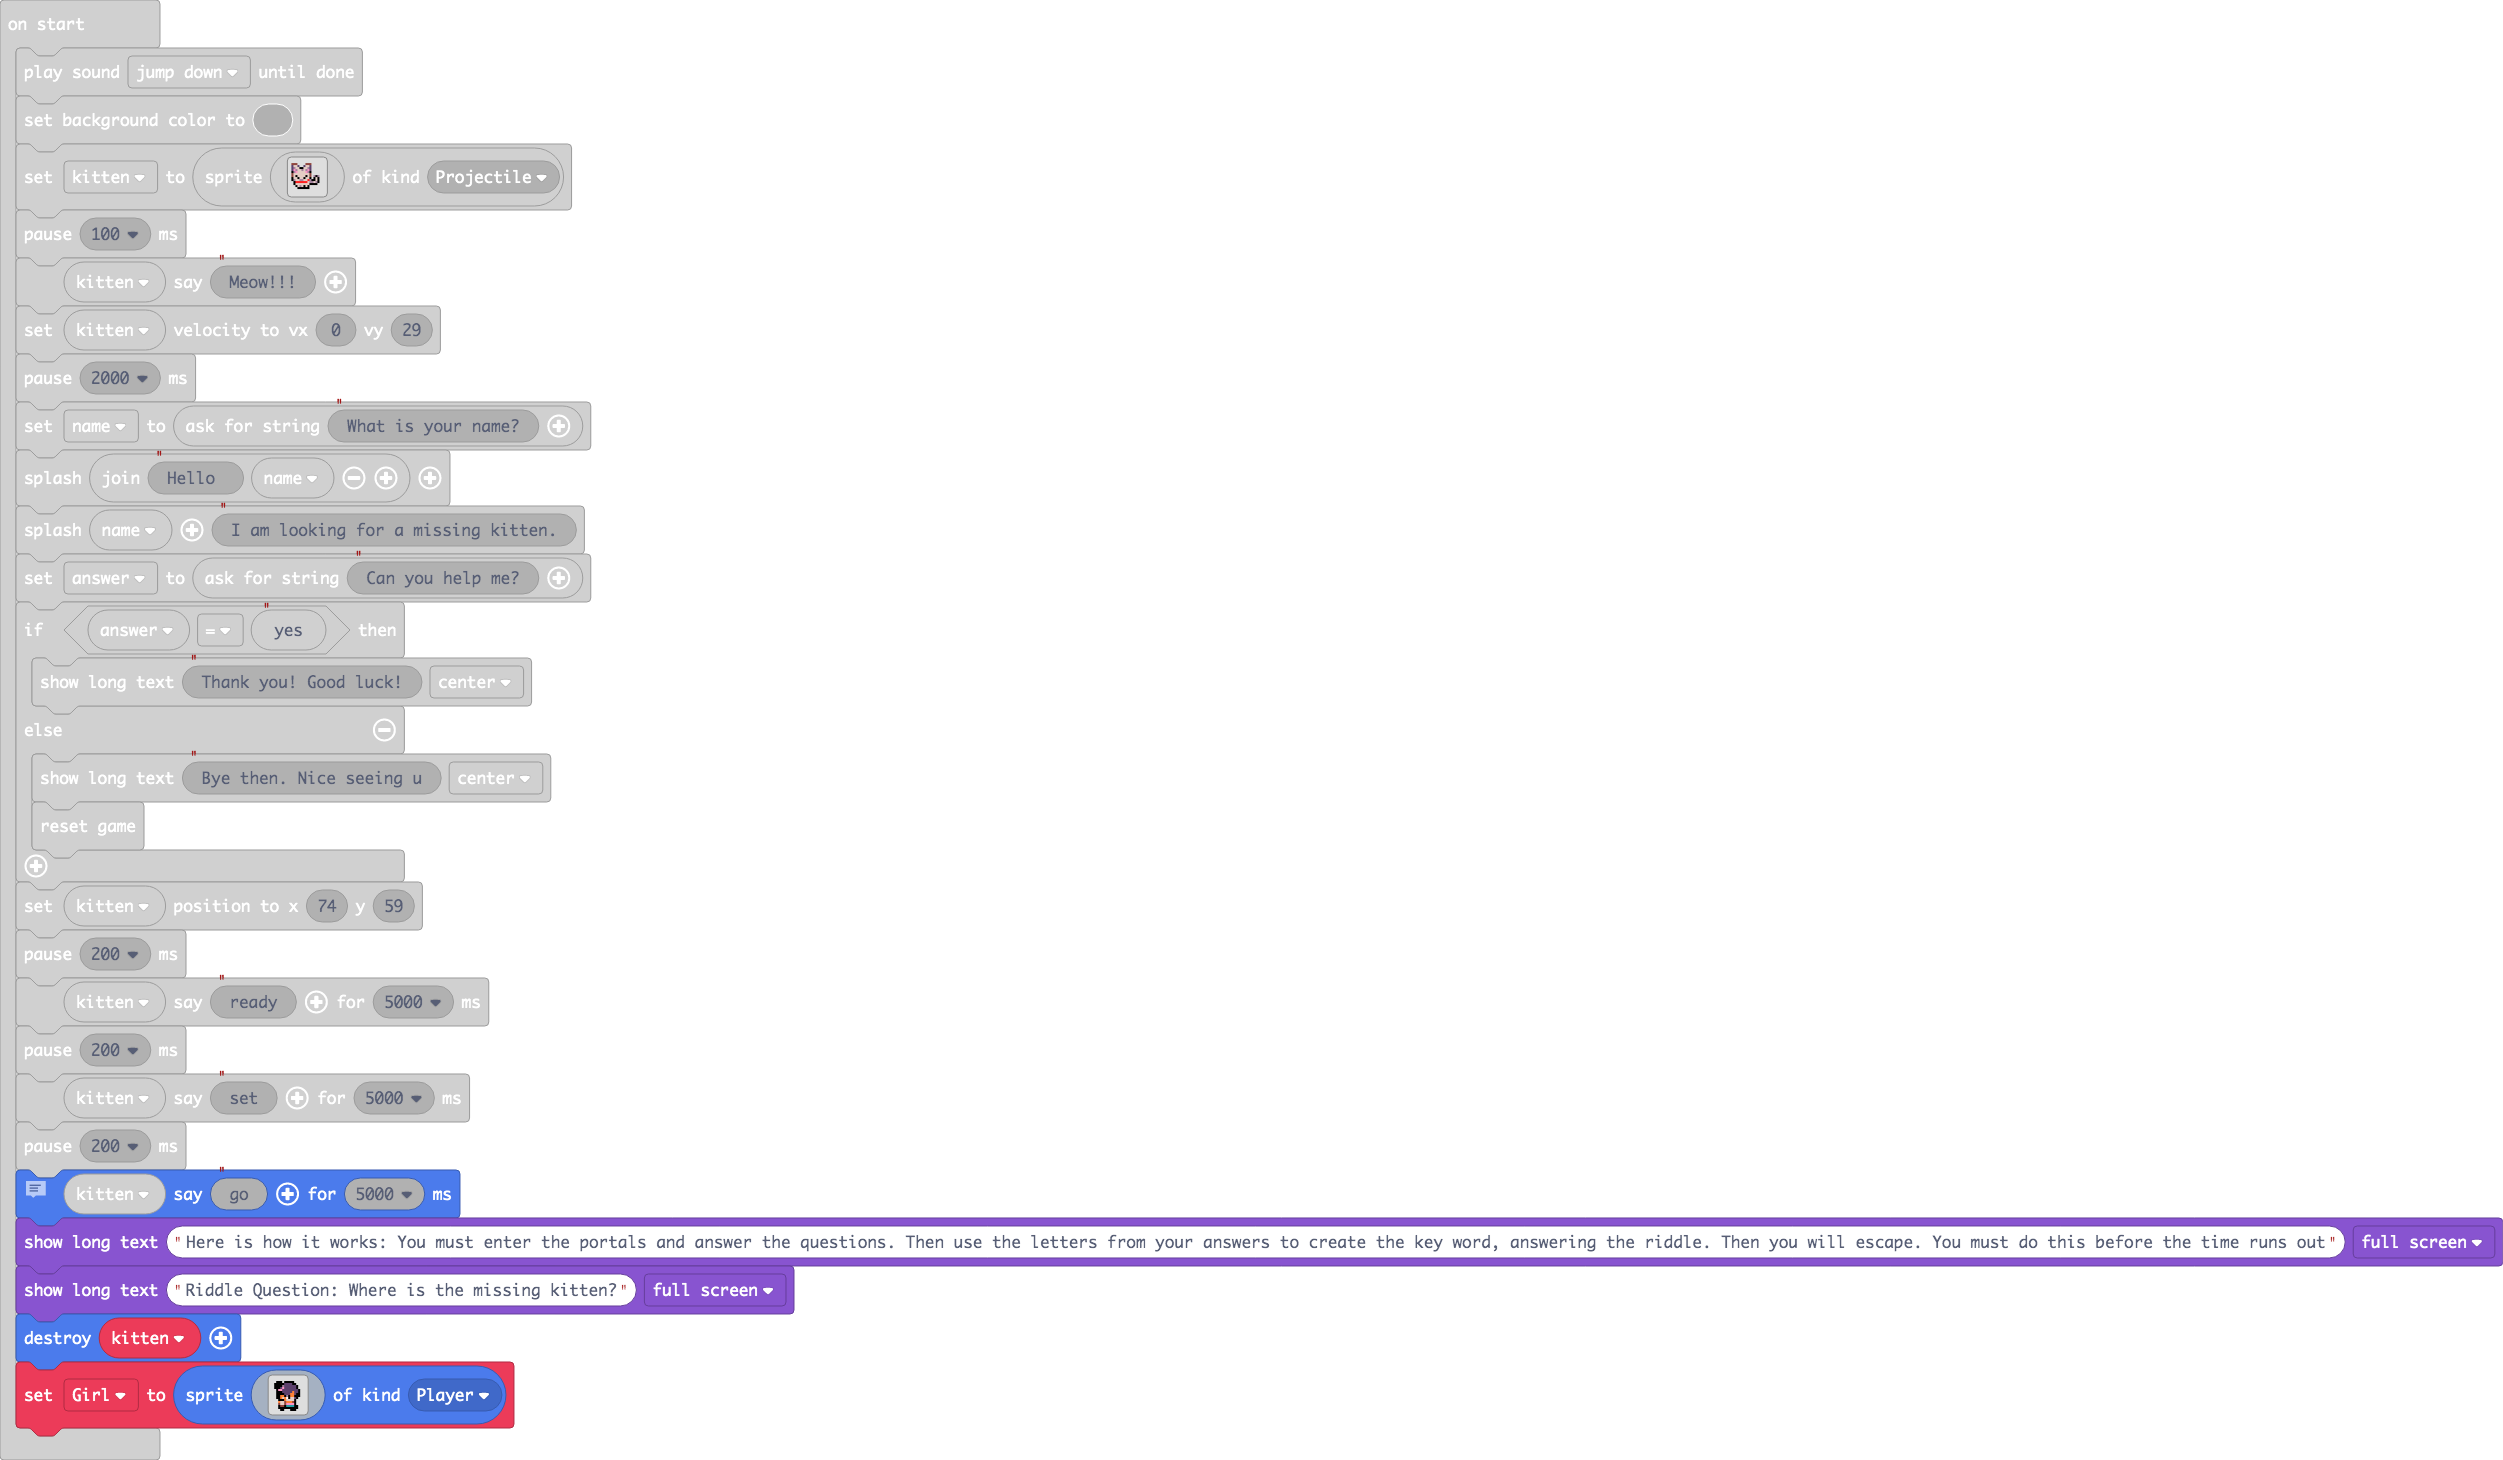 on start
play sound jump down until done
set background color to
set kitten to sprite of kind Projectile
pause 100 ms
kitten say "Meow!!!
set kitten velocity to vx 0 vy 29
pause 2000 ms
set name to ask for string "What is your name?
splash join "Hello name
splash name "I am looking for a missing kitten.
set answer to ask for string "Can you help me?
if answer = "yes then
show long text "Thank you! Good luck! center
else
show long text "Bye then. Nice seeing u center
reset game
set kitten position to x 74 y 59
pause 200 ms
kitten say "ready for 5000 ms
pause 200 ms
kitten say "set for 5000 ms
pause 200 ms
kitten say "go for 5000 ms
show long text "Here is how it works: You must enter the portals and answer the questions. Then use the letters from your answers to create the key word, answering the riddle. Then you will escape. You must do this before the time runs out" full screen
show long text "Riddle Question: Where is the missing kitten?" full screen
destroy kitten
set Girl to sprite of kind Player